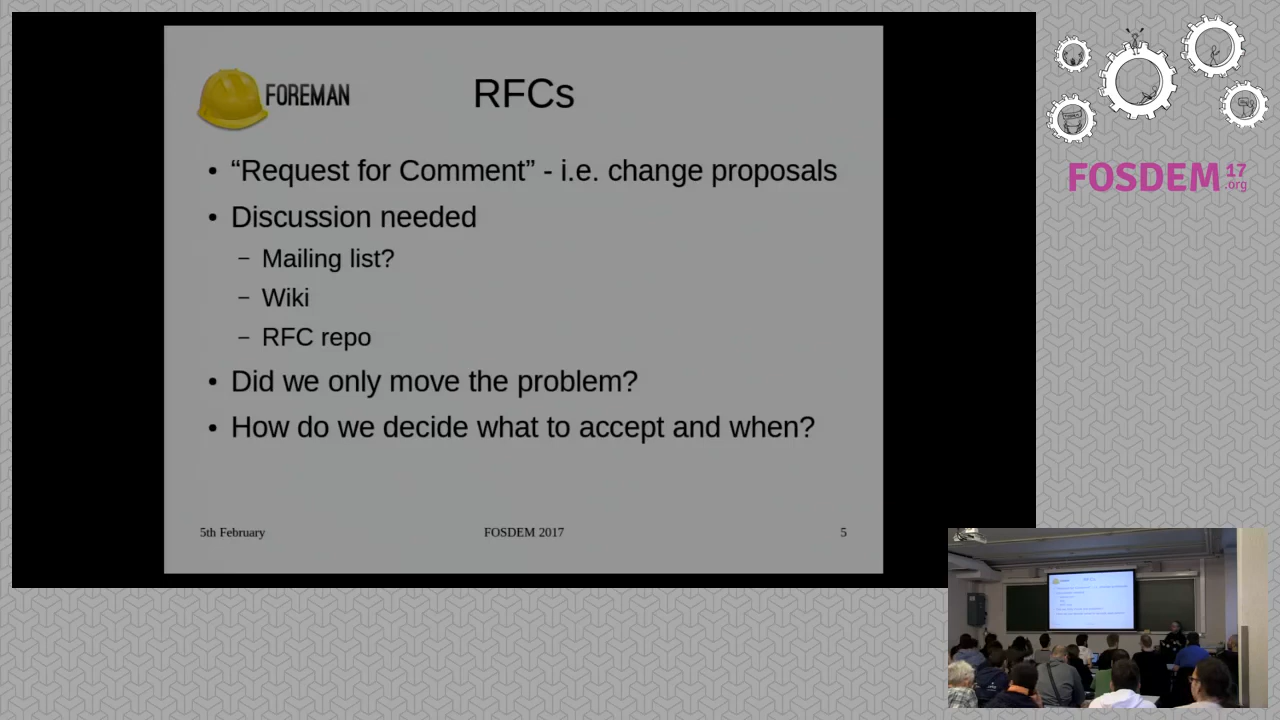 FOREMAN
RFCs
• “Request for Comment” - i.e. change proposals
• Discussion needed
– Mailing list?
– Wiki
– RFC repo
• Did we only move the problem?
• How do we decide what to accept and when?
5th February
FOSDEM 2017
5
FOSDEM 17
.org
RFCs